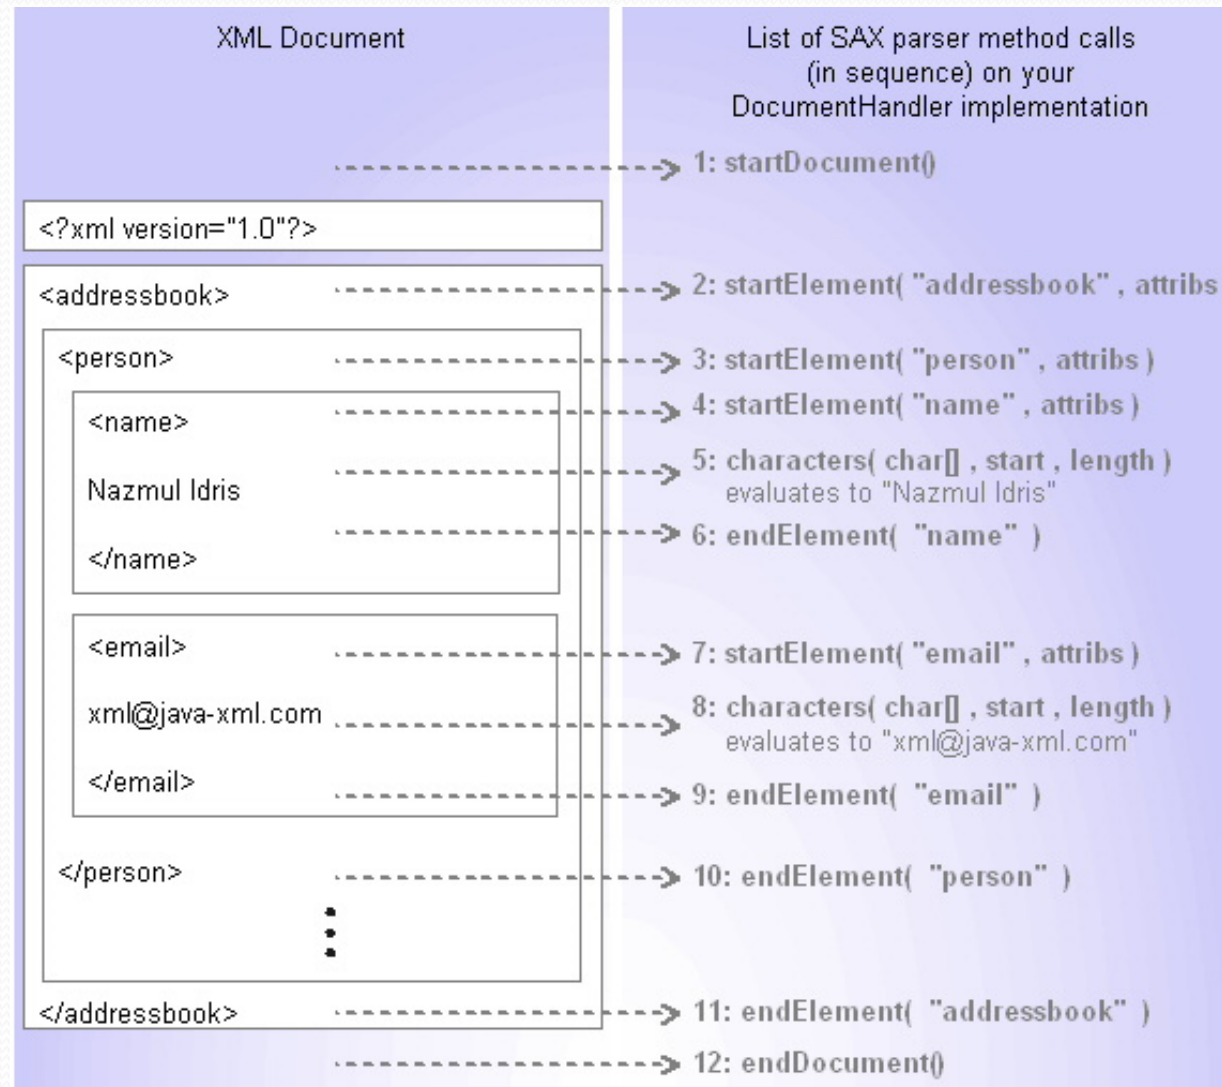 XML Document
List of SAX parser method calls
(in sequence) on your
DocumentHandler implementation
1: startDocument()
<?xml version="1.0"?>
<addressbook>
2: startElement( "addressbook" , attribs
<person>
3: startElement( "person" , attribs )
<name>
4: startElement( "name" , attribs )
Nazmul Idris
5: characters( char[] , start , length )
evaluates to "Nazmul Idris"
</name>
6: endElement( "name" )
<email>
7: startElement( "email" , attribs )
xml@java-xml.com
8: characters( char[] , start , length )
evaluates to "xml@java-xml.com"
</email>
9: endElement( "email" )
</person>
10: endElement( "person" )
</addressbook>
11: endElement( "addressbook" )
12: endDocument()